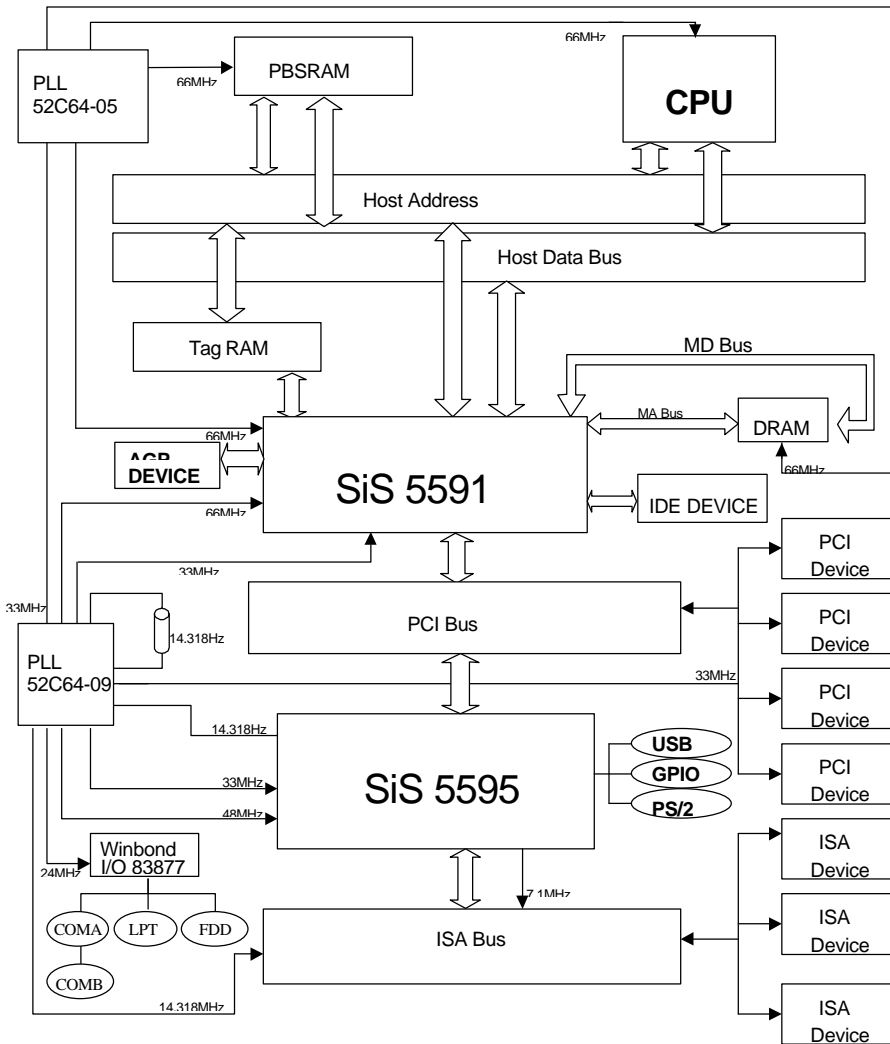 66MHz
PLL
52C64-05
66MHz
PBSRAM
CPU
Host Address
Host Data Bus
Tag RAM
MD Bus
MA Bus
DRAM
66MHz
66MHz
AGP
DEVICE
SiS 5591
IDE DEVICE
66MHz
33MHz
33MHz
PCI
Device
14.318Hz
PCI Bus
PCI
Device
PLL
52C64-09
33MHz
PCI
Device
14.318Hz
33MHz
48MHz
SiS 5595
USB
GPIO
PS/2
PCI
Device
Winbond
I/O 83877
24MHz
COMA
LPT
FDD
COMB
7.1MHz
ISA Bus
14.318MHz
ISA
Device
ISA
Device
ISA
Device